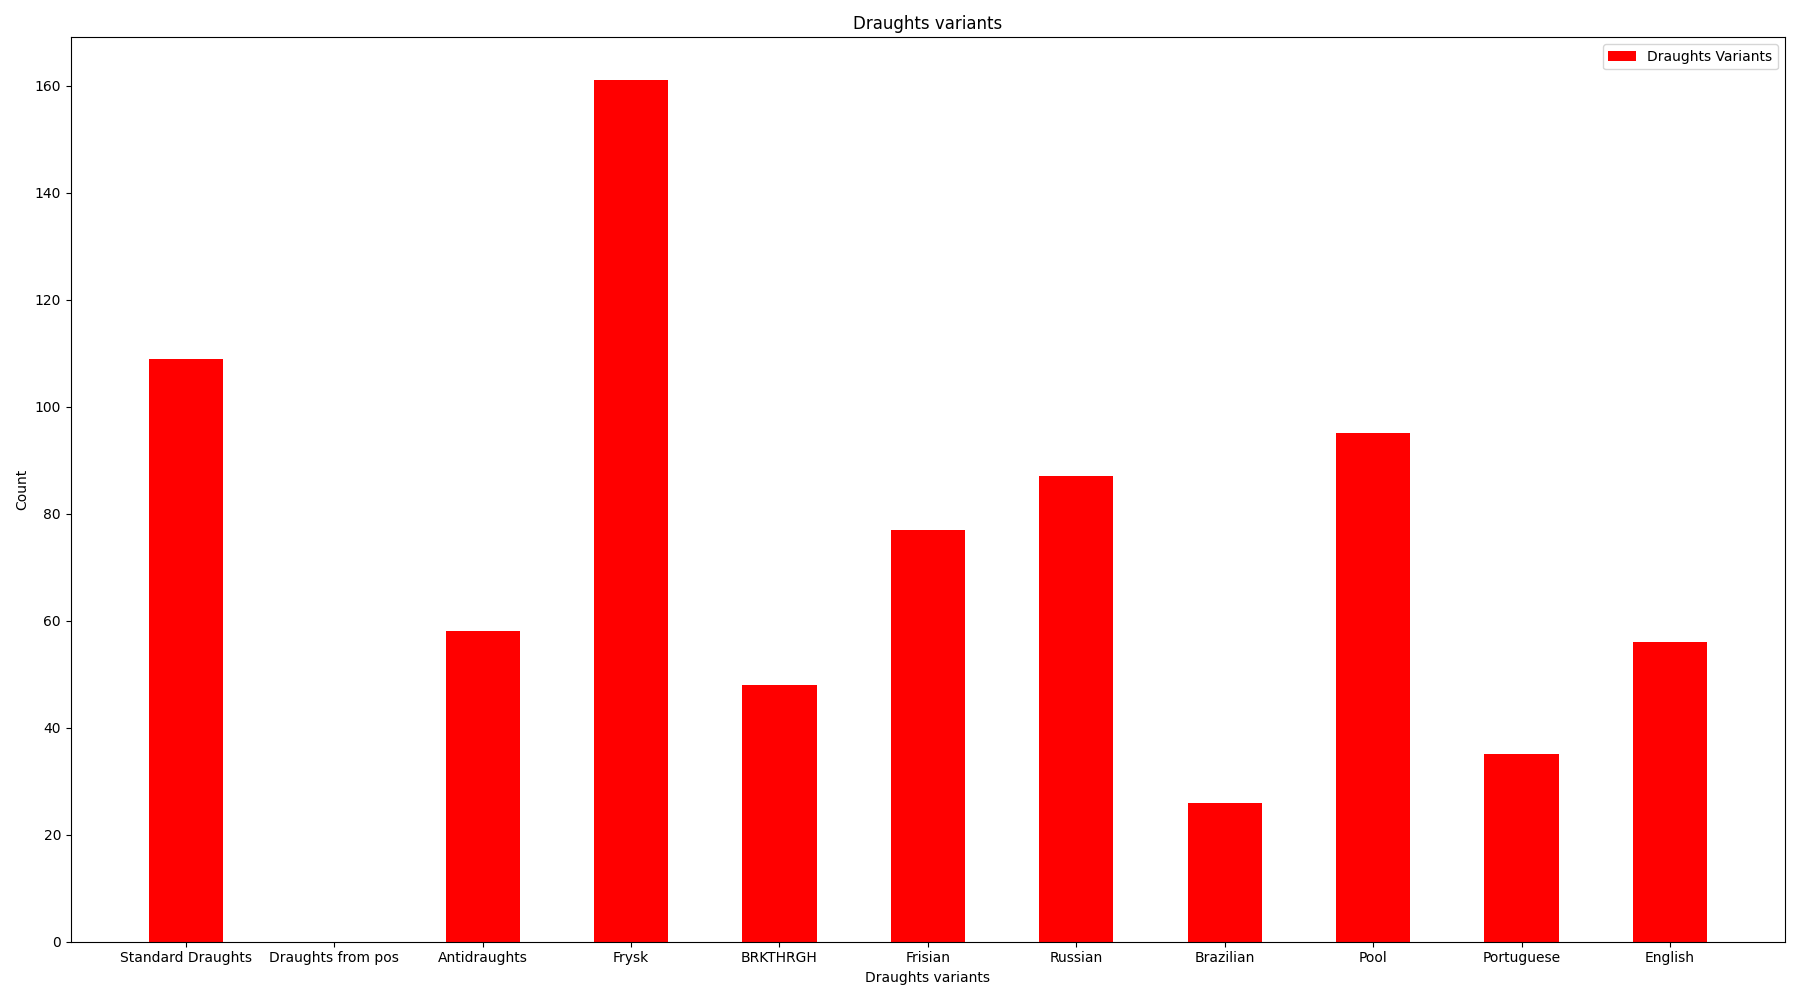 Draughts variants
Draughts Variants
160
140
120
100
80
60
40
20
0
Count
Standard Draughts Draughts from pos Antidraughts Frysk BRKTHRGH Frisian Russian Brazilian Pool Portuguese English
Draughts variants